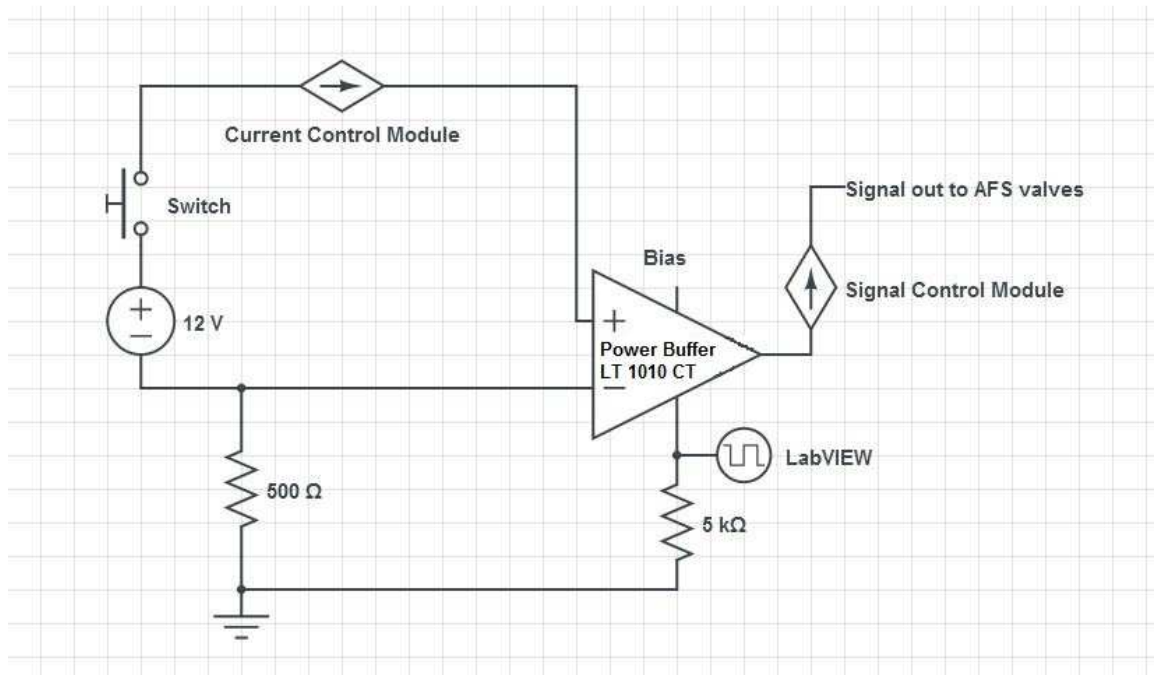 Current Control Module
Switch
Signal out to AFS valves
Bias
Signal Control Module
+
−
12 V
+
Power Buffer
LT 1010 CT
−
LabVIEW
500 Ω
5 kΩ